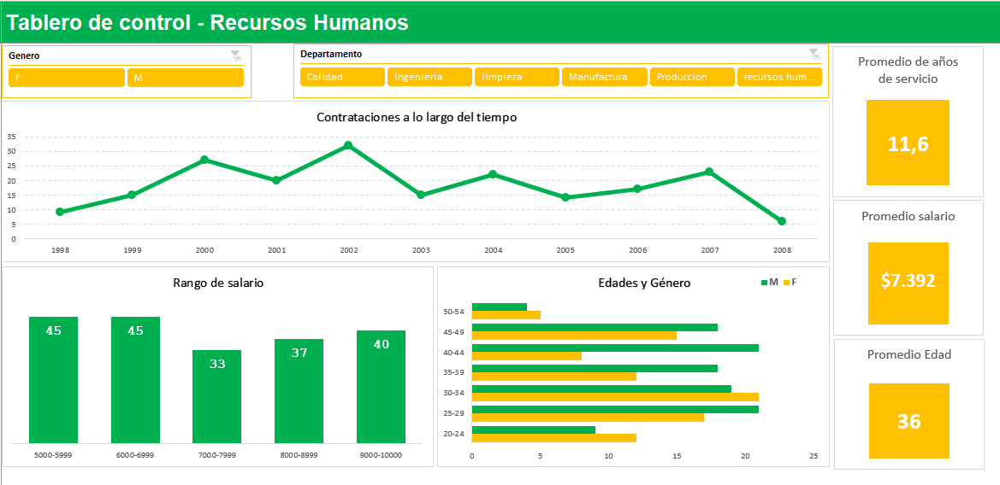 Tablero de control - Recursos Humanos
Genero
F
M
Departamento
Calidad
Ingenieria
limpieza
Manufactura
Produccion
recursos hum...
Promedio de años
de servicio
11,6
Contrataciones a lo largo del tiempo
35
30
25
20
15
10
5
0
1998 1999 2000 2001 2002 2003 2004 2005 2006 2007 2008
Promedio salario
$7.392
Rango de salario
45 45 33 37 40
5000-5999 6000-6999 7000-7999 8000-8999 9000-10000
Edades y Género
M F
50-54
45-49
40-44
35-39
30-34
25-29
20-24
0 5 10 15 20 25
Promedio Edad
36